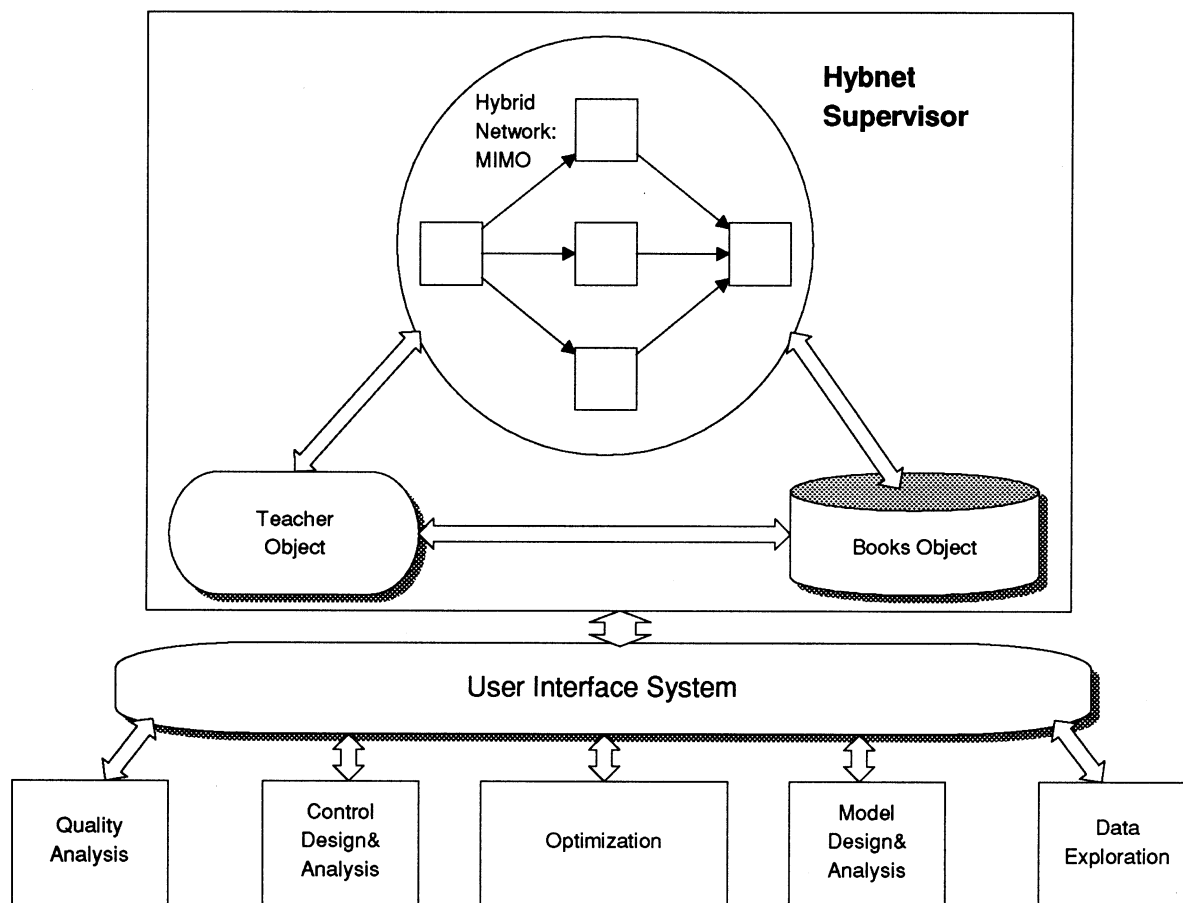 Hybnet
Supervisor
Hybrid
Network:
MIMO
Teacher
Object
Books Object
User Interface System
Quality
Analysis
Control
Design&
Analysis
Optimization
Model
Design&
Analysis
Data
Exploration